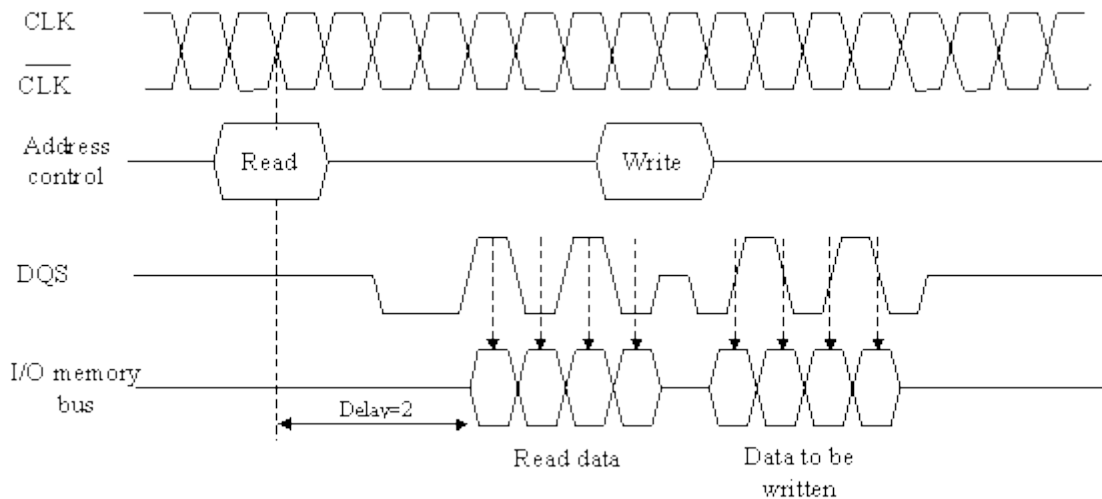 CLK
CLK
Address
control
Read
Write
DQS
I/O memory
bus
Delay=2
Read data
Data to be
written